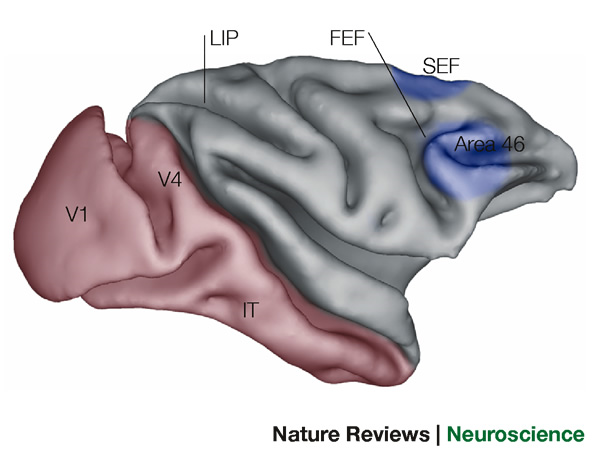 LIP
FEF
SEF
Area 46
V4
V1
IT
Nature Reviews | Neuroscience